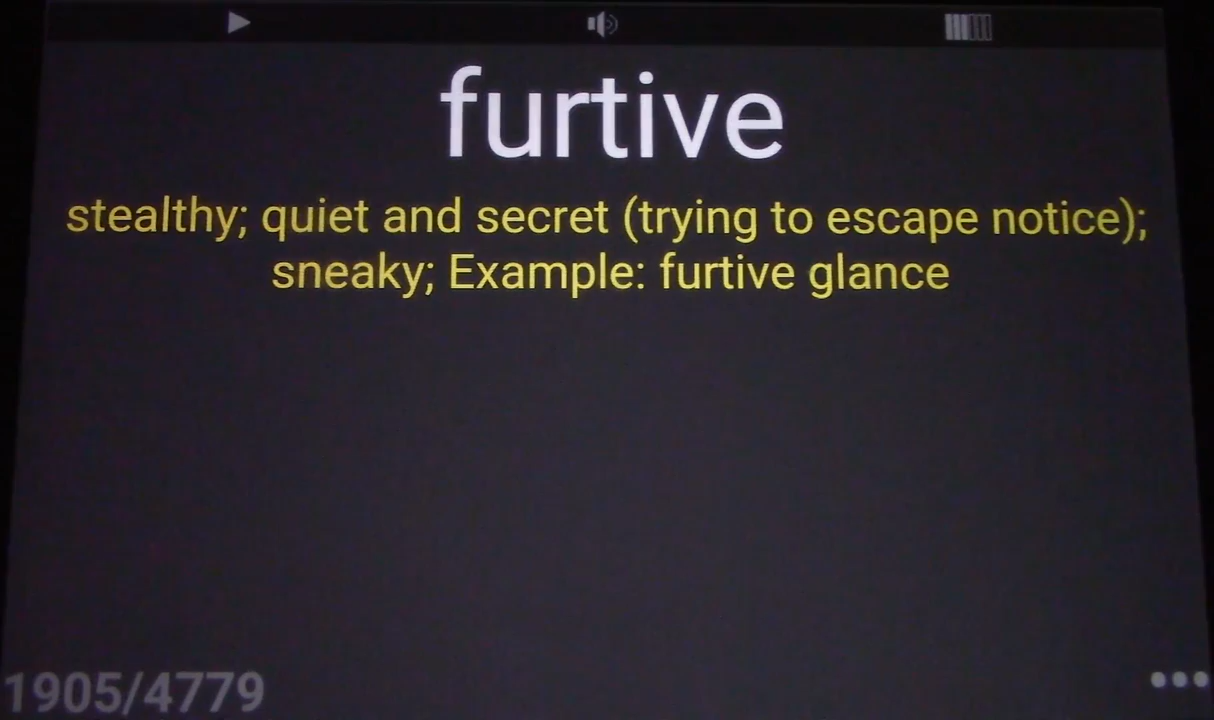 furtive
stealthy; quiet and secret (trying to escape notice);
sneaky; Example: furtive glance
1905/4779